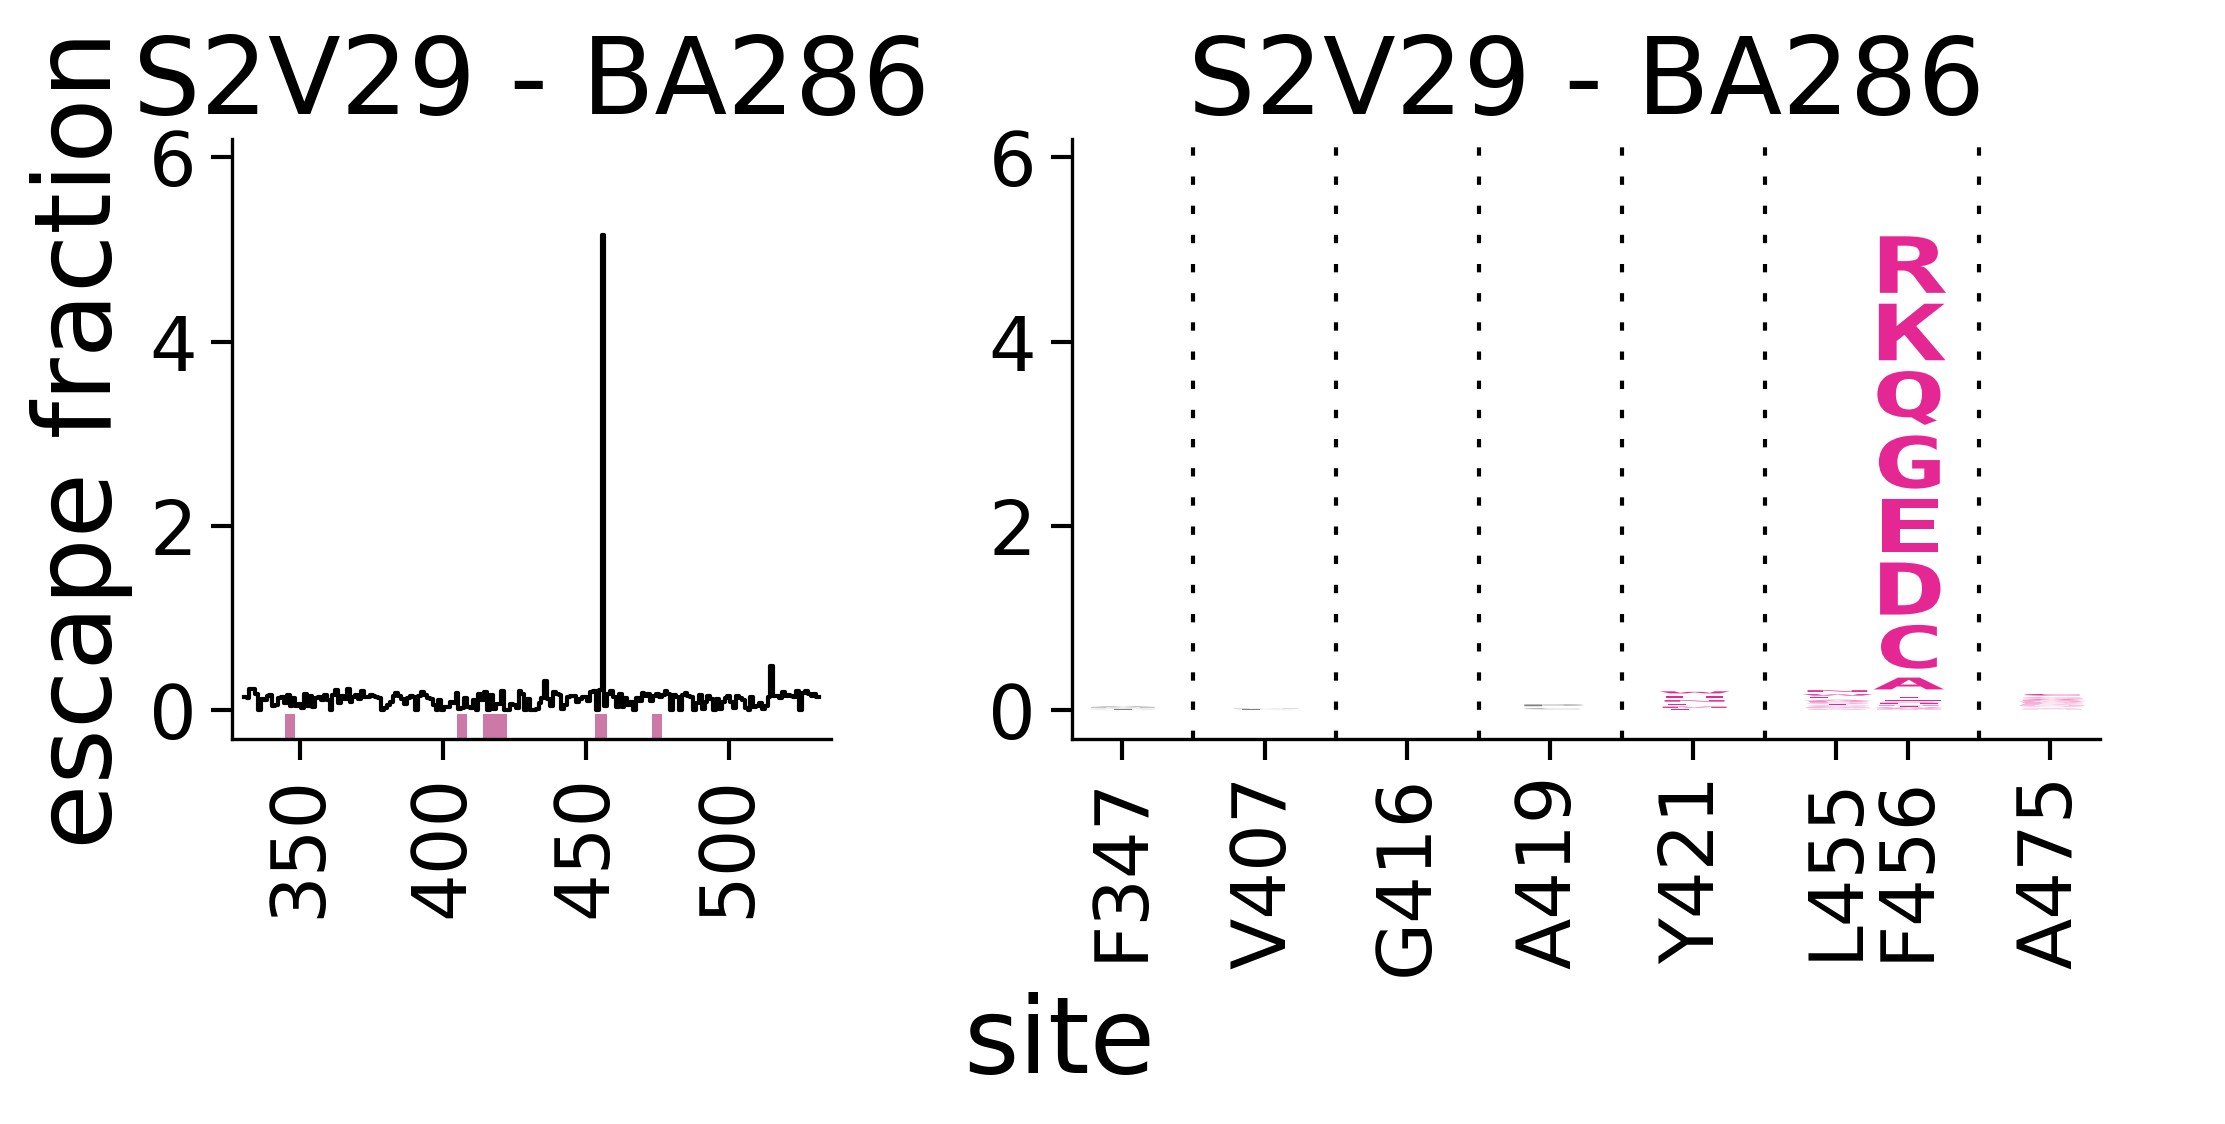 S2V29 - BA286
S2V29 - BA286
escape fraction
6
4
2
0
350
400
450
500
6
4
2
0
R
K
Q
G
E
D
C
A
F347
V407
G416
A419
Y421
L455
F456
A475
site